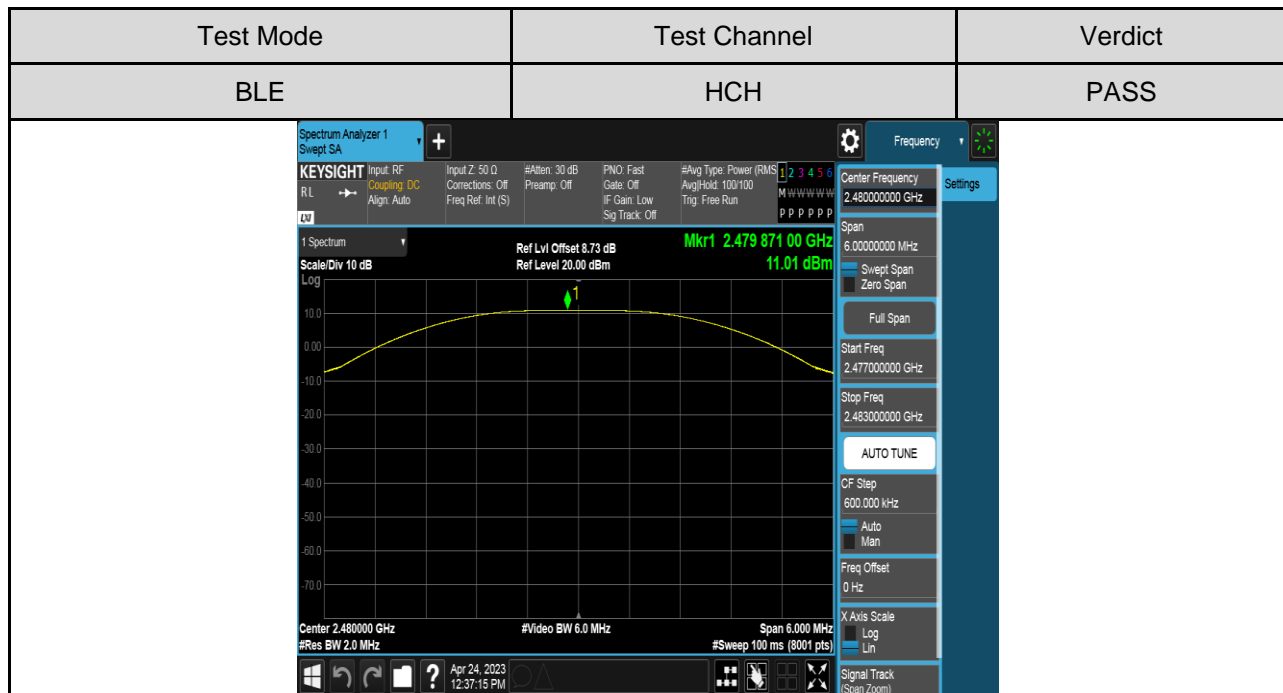 Test Mode Test Channel Verdict
BLE HCH PASS
Spectrum Analyzer 1
Swept SA
+
Frequency
KEYSIGHT Input: RF Input Z: 50 Ω #Atten: 30 dB PNO: Fast #Avg Type: Power (RMS 1 2 3 4 5 6
RL Coupling: DC Corrections: Off Preamp: Off Gate: Off Avg|Hold: 100/100 M W W W W W
Align: Auto Freq Ref: Int (S) IF Gain: Low Trig: Free Run
LXI Sig Track: Off P P P P P P
1 Spectrum
Ref Lvl Offset 8.73 dB
Mkr1 2.479 871 00 GHz
Scale/Div 10 dB
Ref Level 20.00 dBm
11.01 dBm
Log
1
10.0
0.00
-10.0
-20.0
-30.0
-40.0
-50.0
-60.0
-70.0
Center 2.480000 GHz #Video BW 6.0 MHz Span 6.000 MHz
#Res BW 2.0 MHz #Sweep 100 ms (8001 pts)
?
Apr 24, 2023
12:37:15 PM
Center Frequency
2.480000000 GHz
Settings
Span
6.00000000 MHz
Swept Span
Zero Span
Full Span
Start Freq
2.477000000 GHz
Stop Freq
2.483000000 GHz
AUTO TUNE
CF Step
600.000 kHz
Auto
Man
Freq Offset
0 Hz
X Axis Scale
Log
Lin
Signal Track
(Span Zoom)